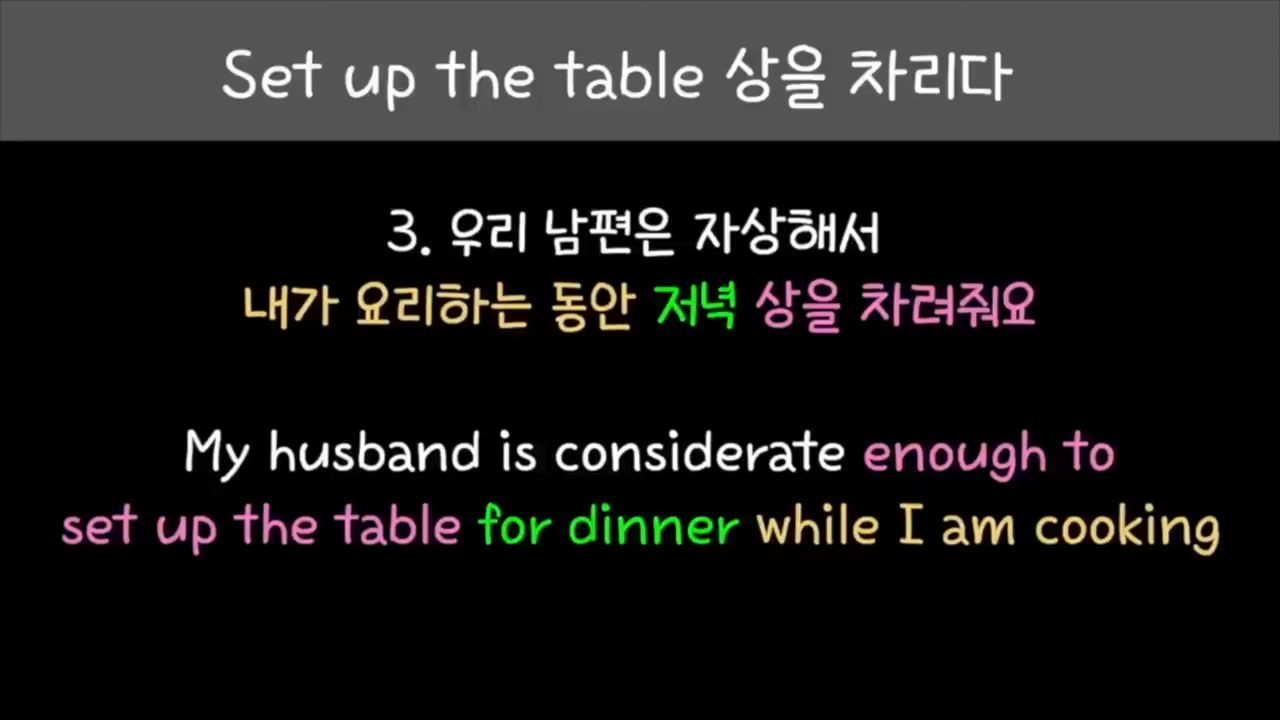 Set up the table 상을 차리다
3. 우리 남편은 자상해서
내가 요리하는 동안 저녁 상을 차려줘요
My husband is considerate enough to
set up the table for dinner while I am cooking